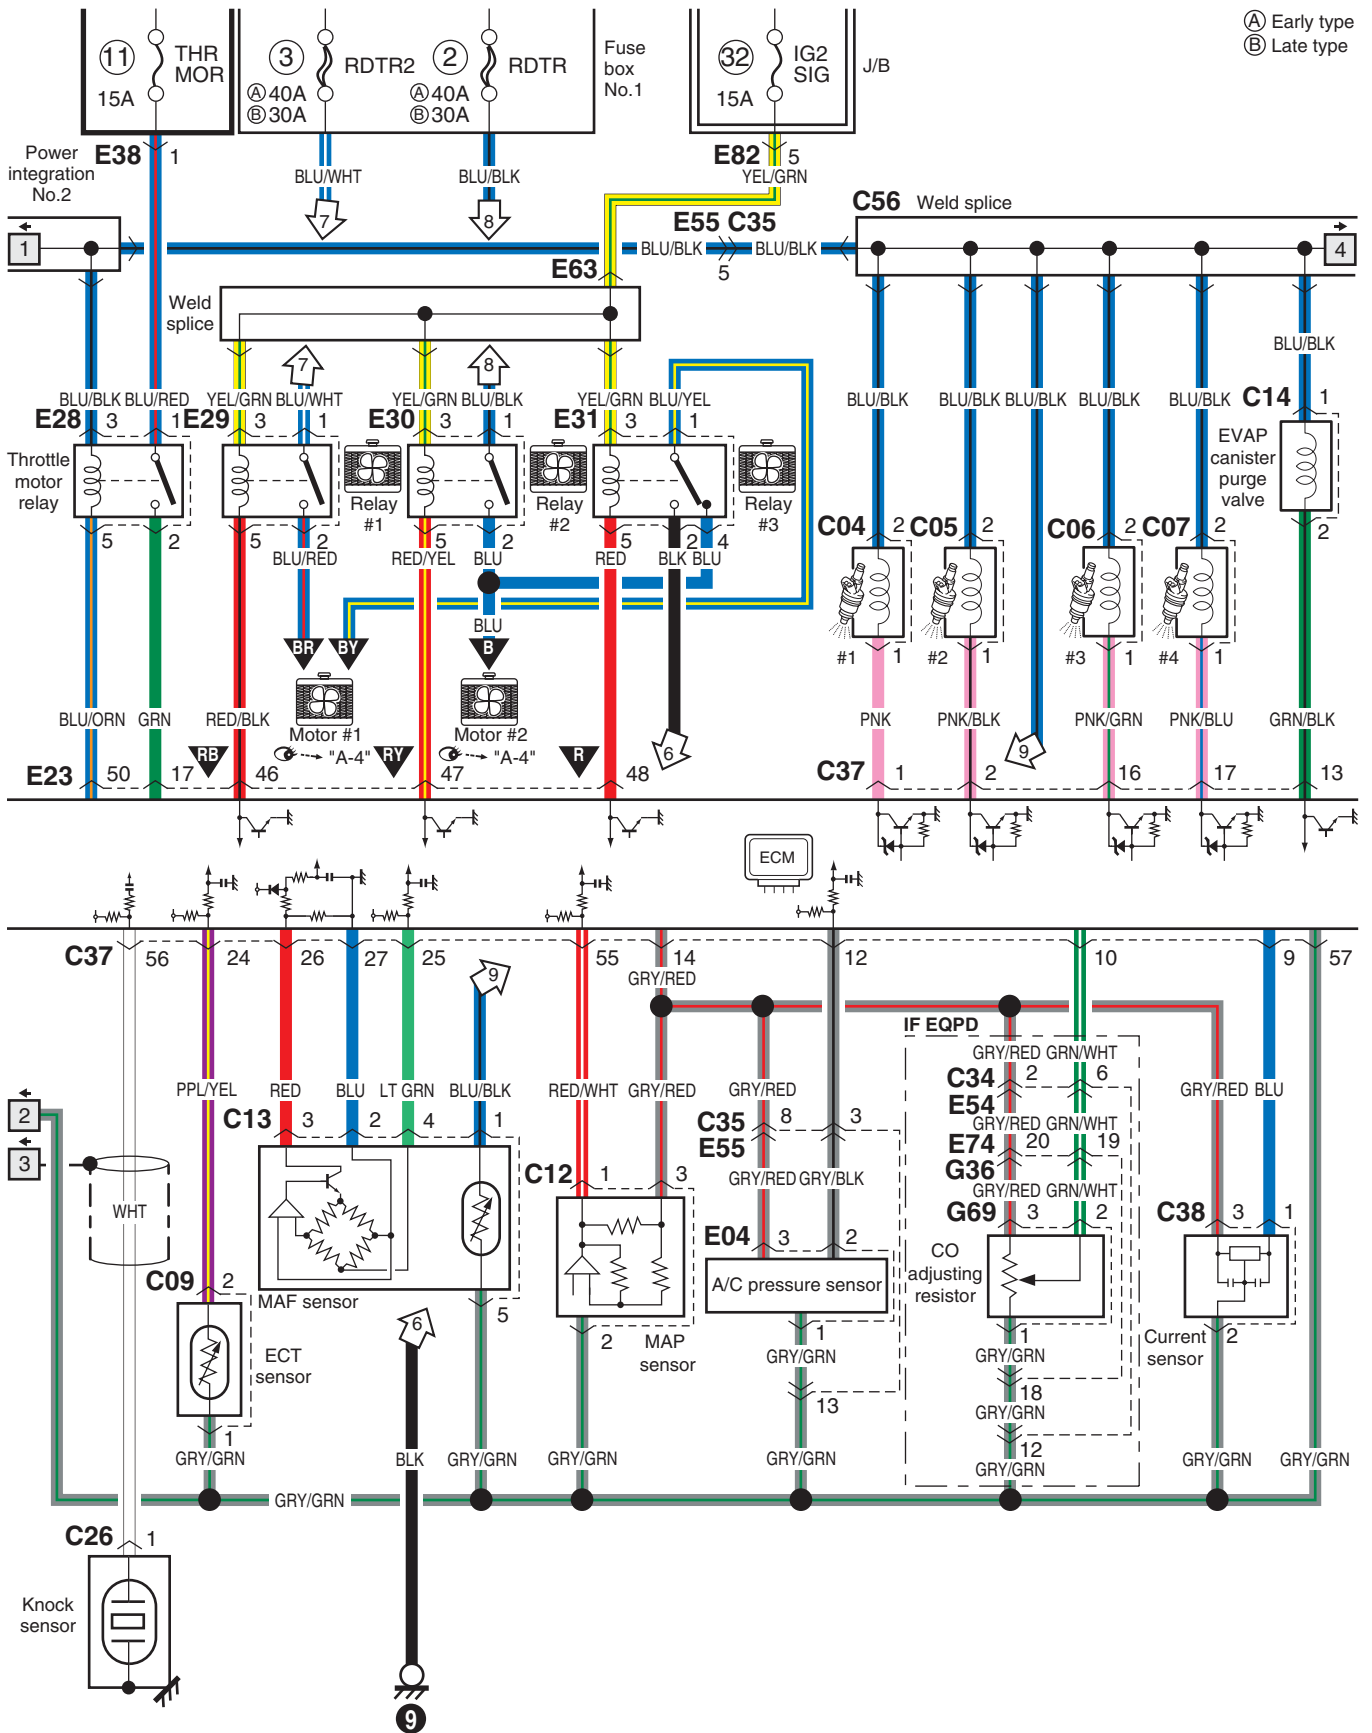 Ⓐ Early type
Ⓑ Late type
11 THR MOR 15A
3 RDTR2 Ⓐ 40A Ⓑ 30A
2 RDTR Ⓐ 40A Ⓑ 30A
Fuse box No.1
32 IG2 SIG 15A
J/B
Power integration No.2
E38 1
BLU/WHT
BLU/BLK
E82 5
YEL/GRN
7
8
1
E55 C35
BLU/BLK BLU/BLK
5
C56 Weld splice
4
E63
Weld splice
7
8
BLU/BLK
BLU/BLK BLU/RED YEL/GRN BLU/WHT YEL/GRN BLU/BLK YEL/GRN BLU/YEL
BLU/BLK BLU/BLK BLU/BLK BLU/BLK BLU/BLK
E28 3 1 E29 3 1 E30 3 1 E31 3 1
C14 1
Throttle motor relay
Relay #1
Relay #2
Relay #3
EVAP canister purge valve
5 2 5 2 5 2 5 2 4
2
BLU/RED RED/YEL BLU RED BLK BLU
C04 2 C05 2 C06 2 C07 2
BLU
BR BY B
#1 1 #2 1 #3 1 #4 1
BLU/ORN GRN RED/BLK
Motor #1
"A-4"
Motor #2
"A-4"
PNK PNK/BLK PNK/GRN PNK/BLU GRN/BLK
RB RY R 6 9
E23 50 17 46 47 48
C37 1 2 16 17 13
ECM
C37 56 24 26 27 25 55 14 12 10 9 57
9
GRY/RED
IF EQPD
GRY/RED GRN/WHT
PPL/YEL RED BLU LT GRN BLU/BLK RED/WHT GRY/RED GRY/RED GRY/RED BLU
C34 2 6
E54
GRY/RED GRN/WHT
2
3
C13 3 2 4 1
C35 8 3
E55
E74 20 19
G36
GRY/RED GRN/WHT
WHT
C12 1 3
GRY/RED GRY/BLK
G69 3 2
C38 3 1
E04 3 2
CO adjusting resistor
C09 2
MAF sensor
A/C pressure sensor
5
6
2
MAP sensor
1
GRY/GRN
1
GRY/GRN
Current sensor
2
ECT sensor
13
18
GRY/GRN
12
GRY/GRN
1
GRY/GRN BLK GRY/GRN GRY/GRN GRY/GRN GRY/GRN GRY/GRN
GRY/GRN
C26 1
Knock sensor
9